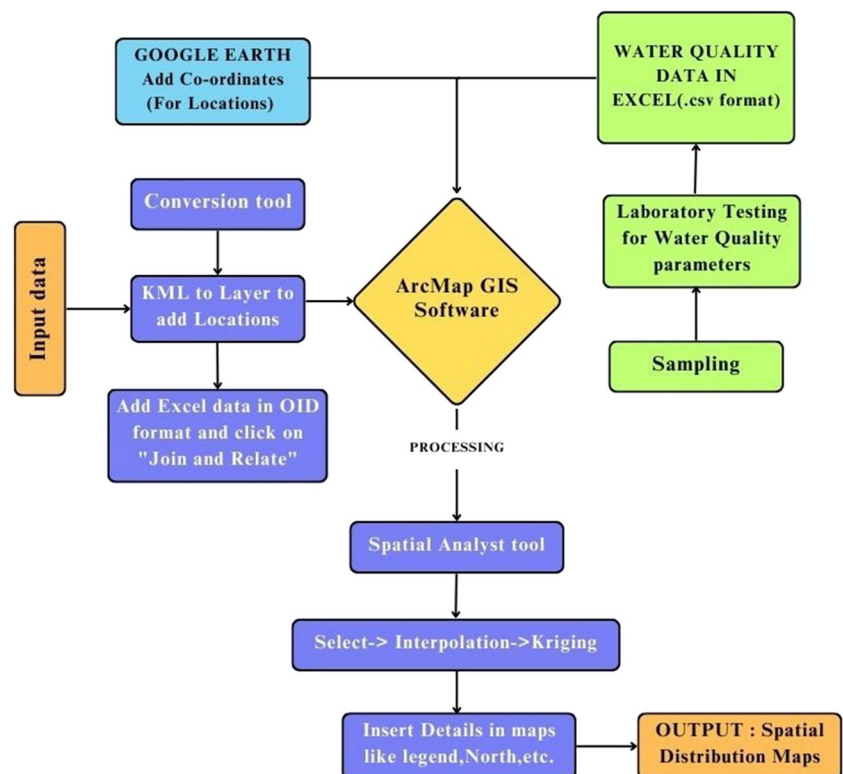 GOOGLE EARTH
Add Co-ordinates
(For Locations)
WATER QUALITY
DATA IN
EXCEL(.csv format)
Conversion tool
Laboratory Testing
for Water Quality
parameters
Input data
KML to Layer to
add Locations
ArcMap GIS
Software
Sampling
Add Excel data in OID
format and click on
"Join and Relate"
PROCESSING
Spatial Analyst tool
Select-> Interpolation->Kriging
Insert Details in maps
like legend,North,etc.
OUTPUT : Spatial
Distribution Maps